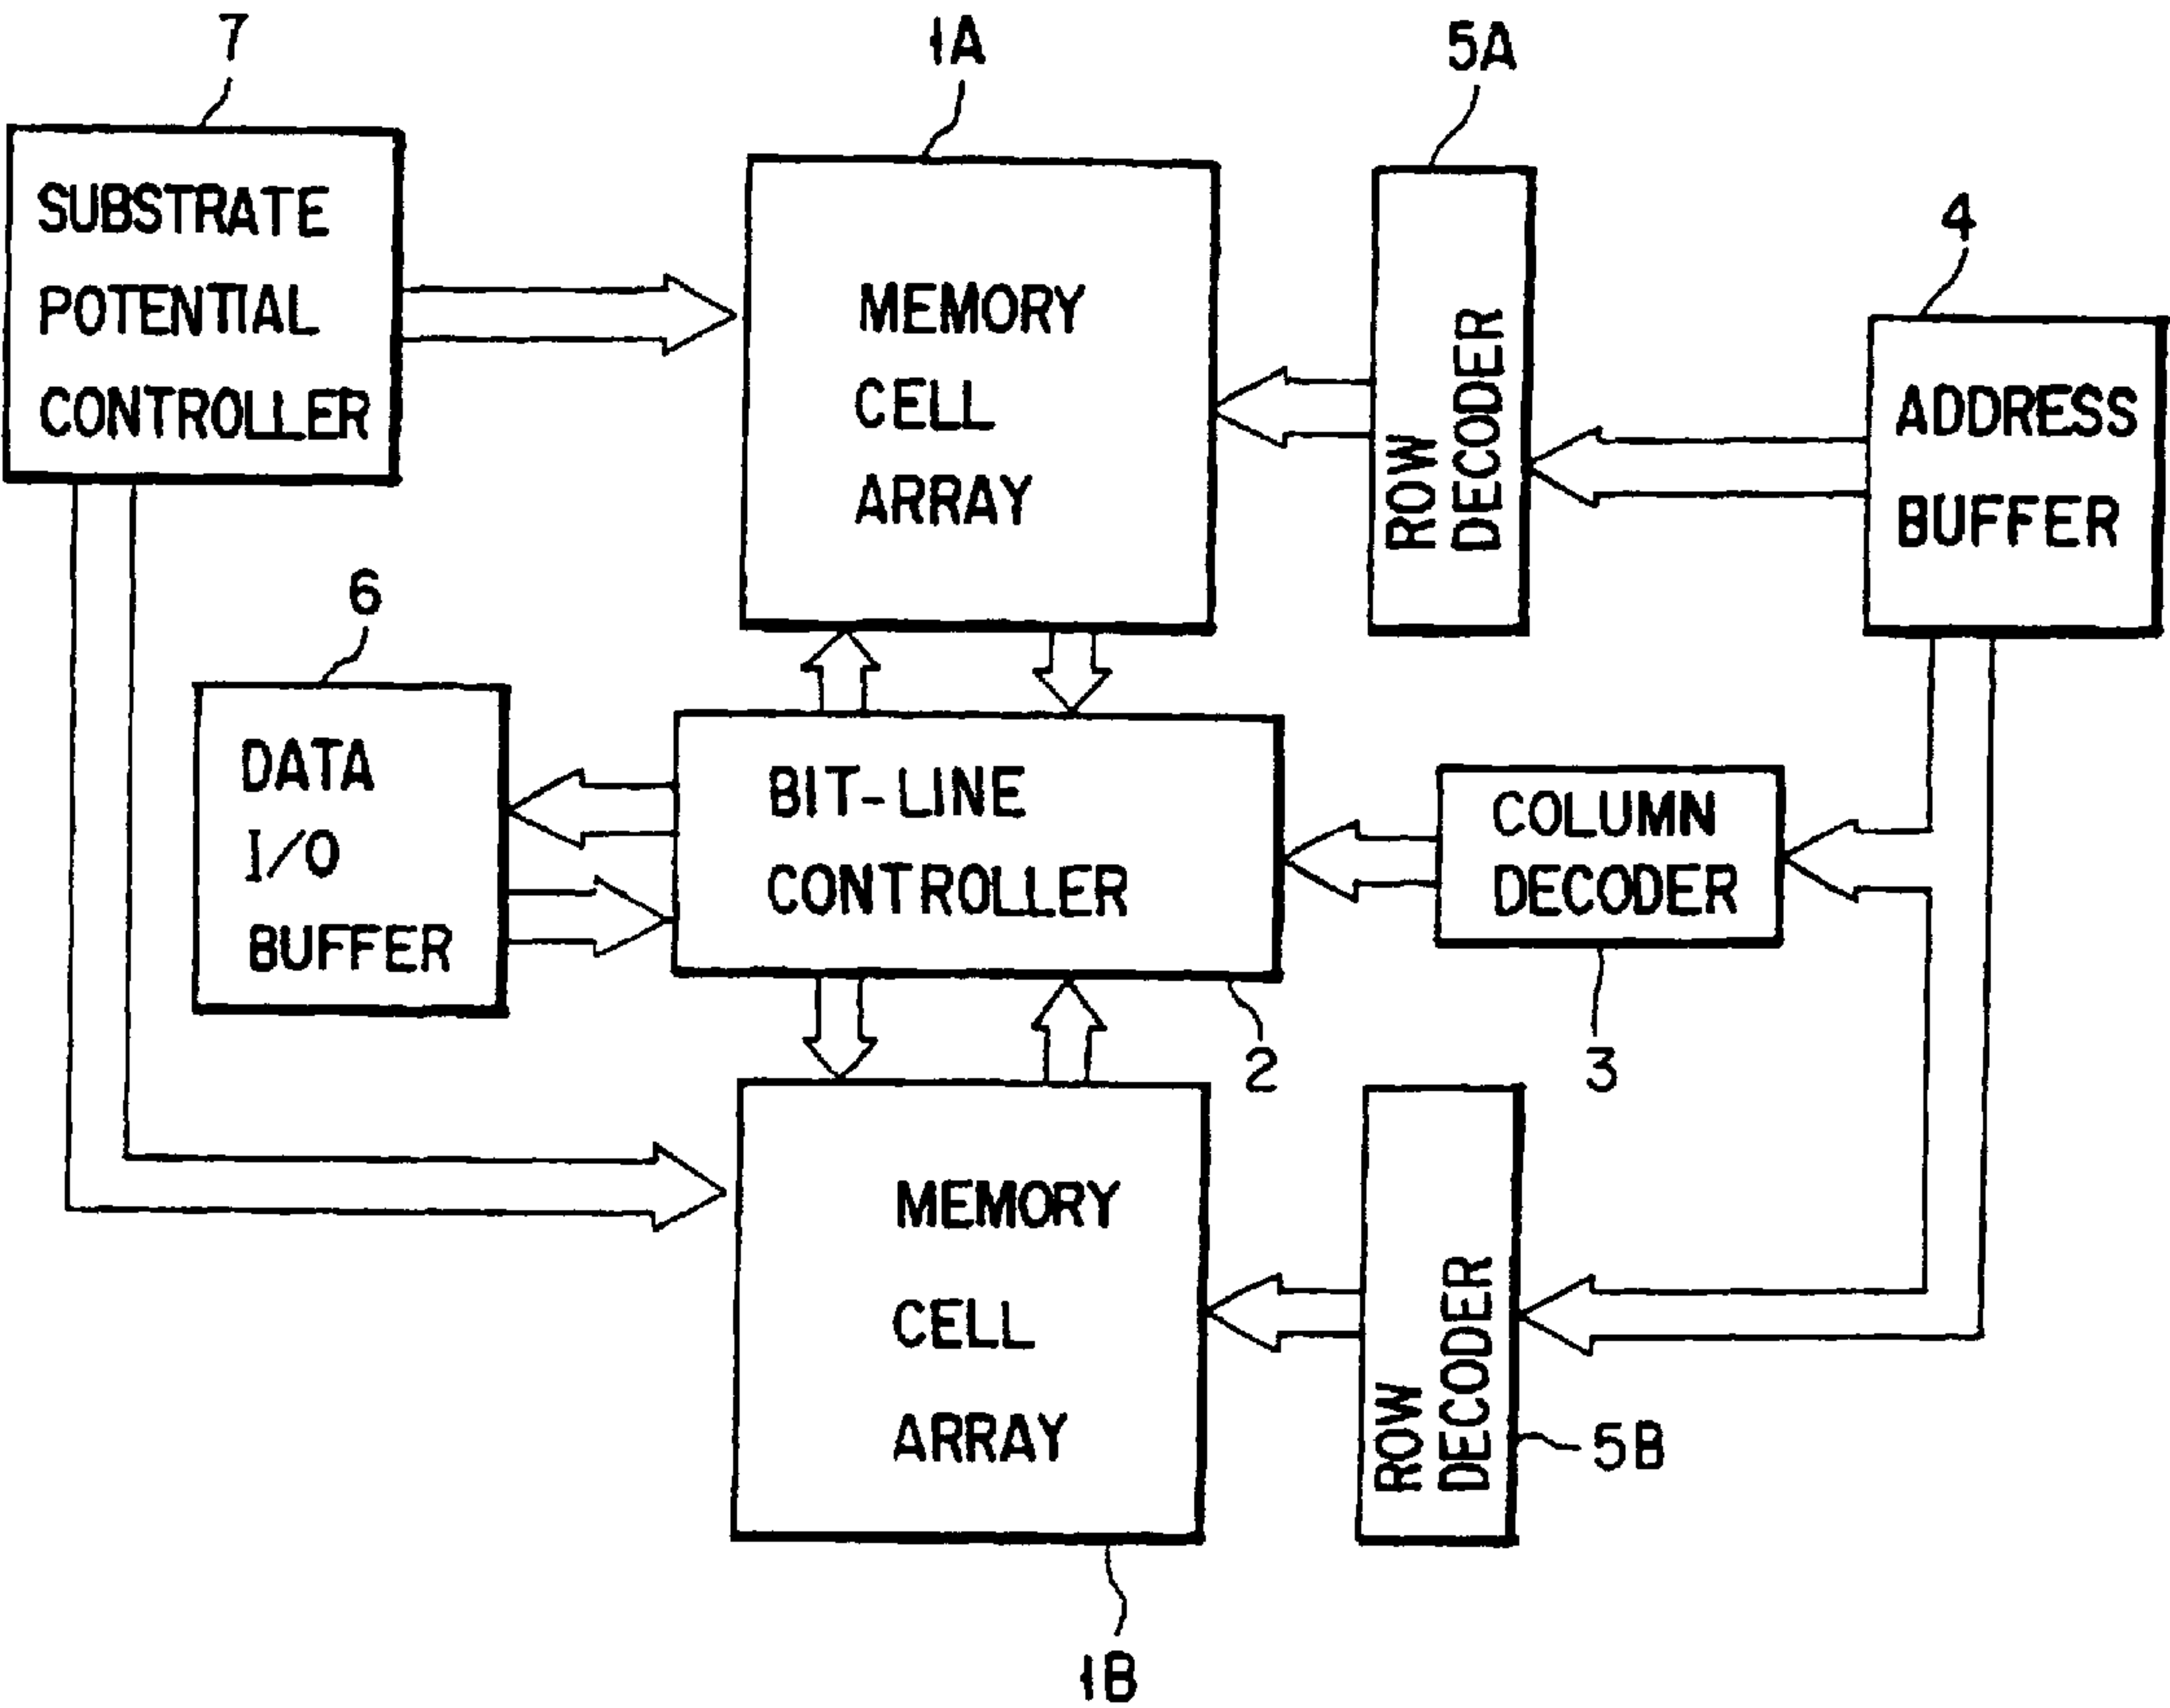 7
1A
5A
4
SUBSTRATE
POTENTIAL
CONTROLLER
MEMORY
CELL
ARRAY
ROW
DECODER
ADDRESS
BUFFER
6
DATA
I/O
BUFFER
BIT-LINE
CONTROLLER
COLUMN
DECODER
2
3
MEMORY
CELL
ARRAY
ROW
DECODER
5B
1B